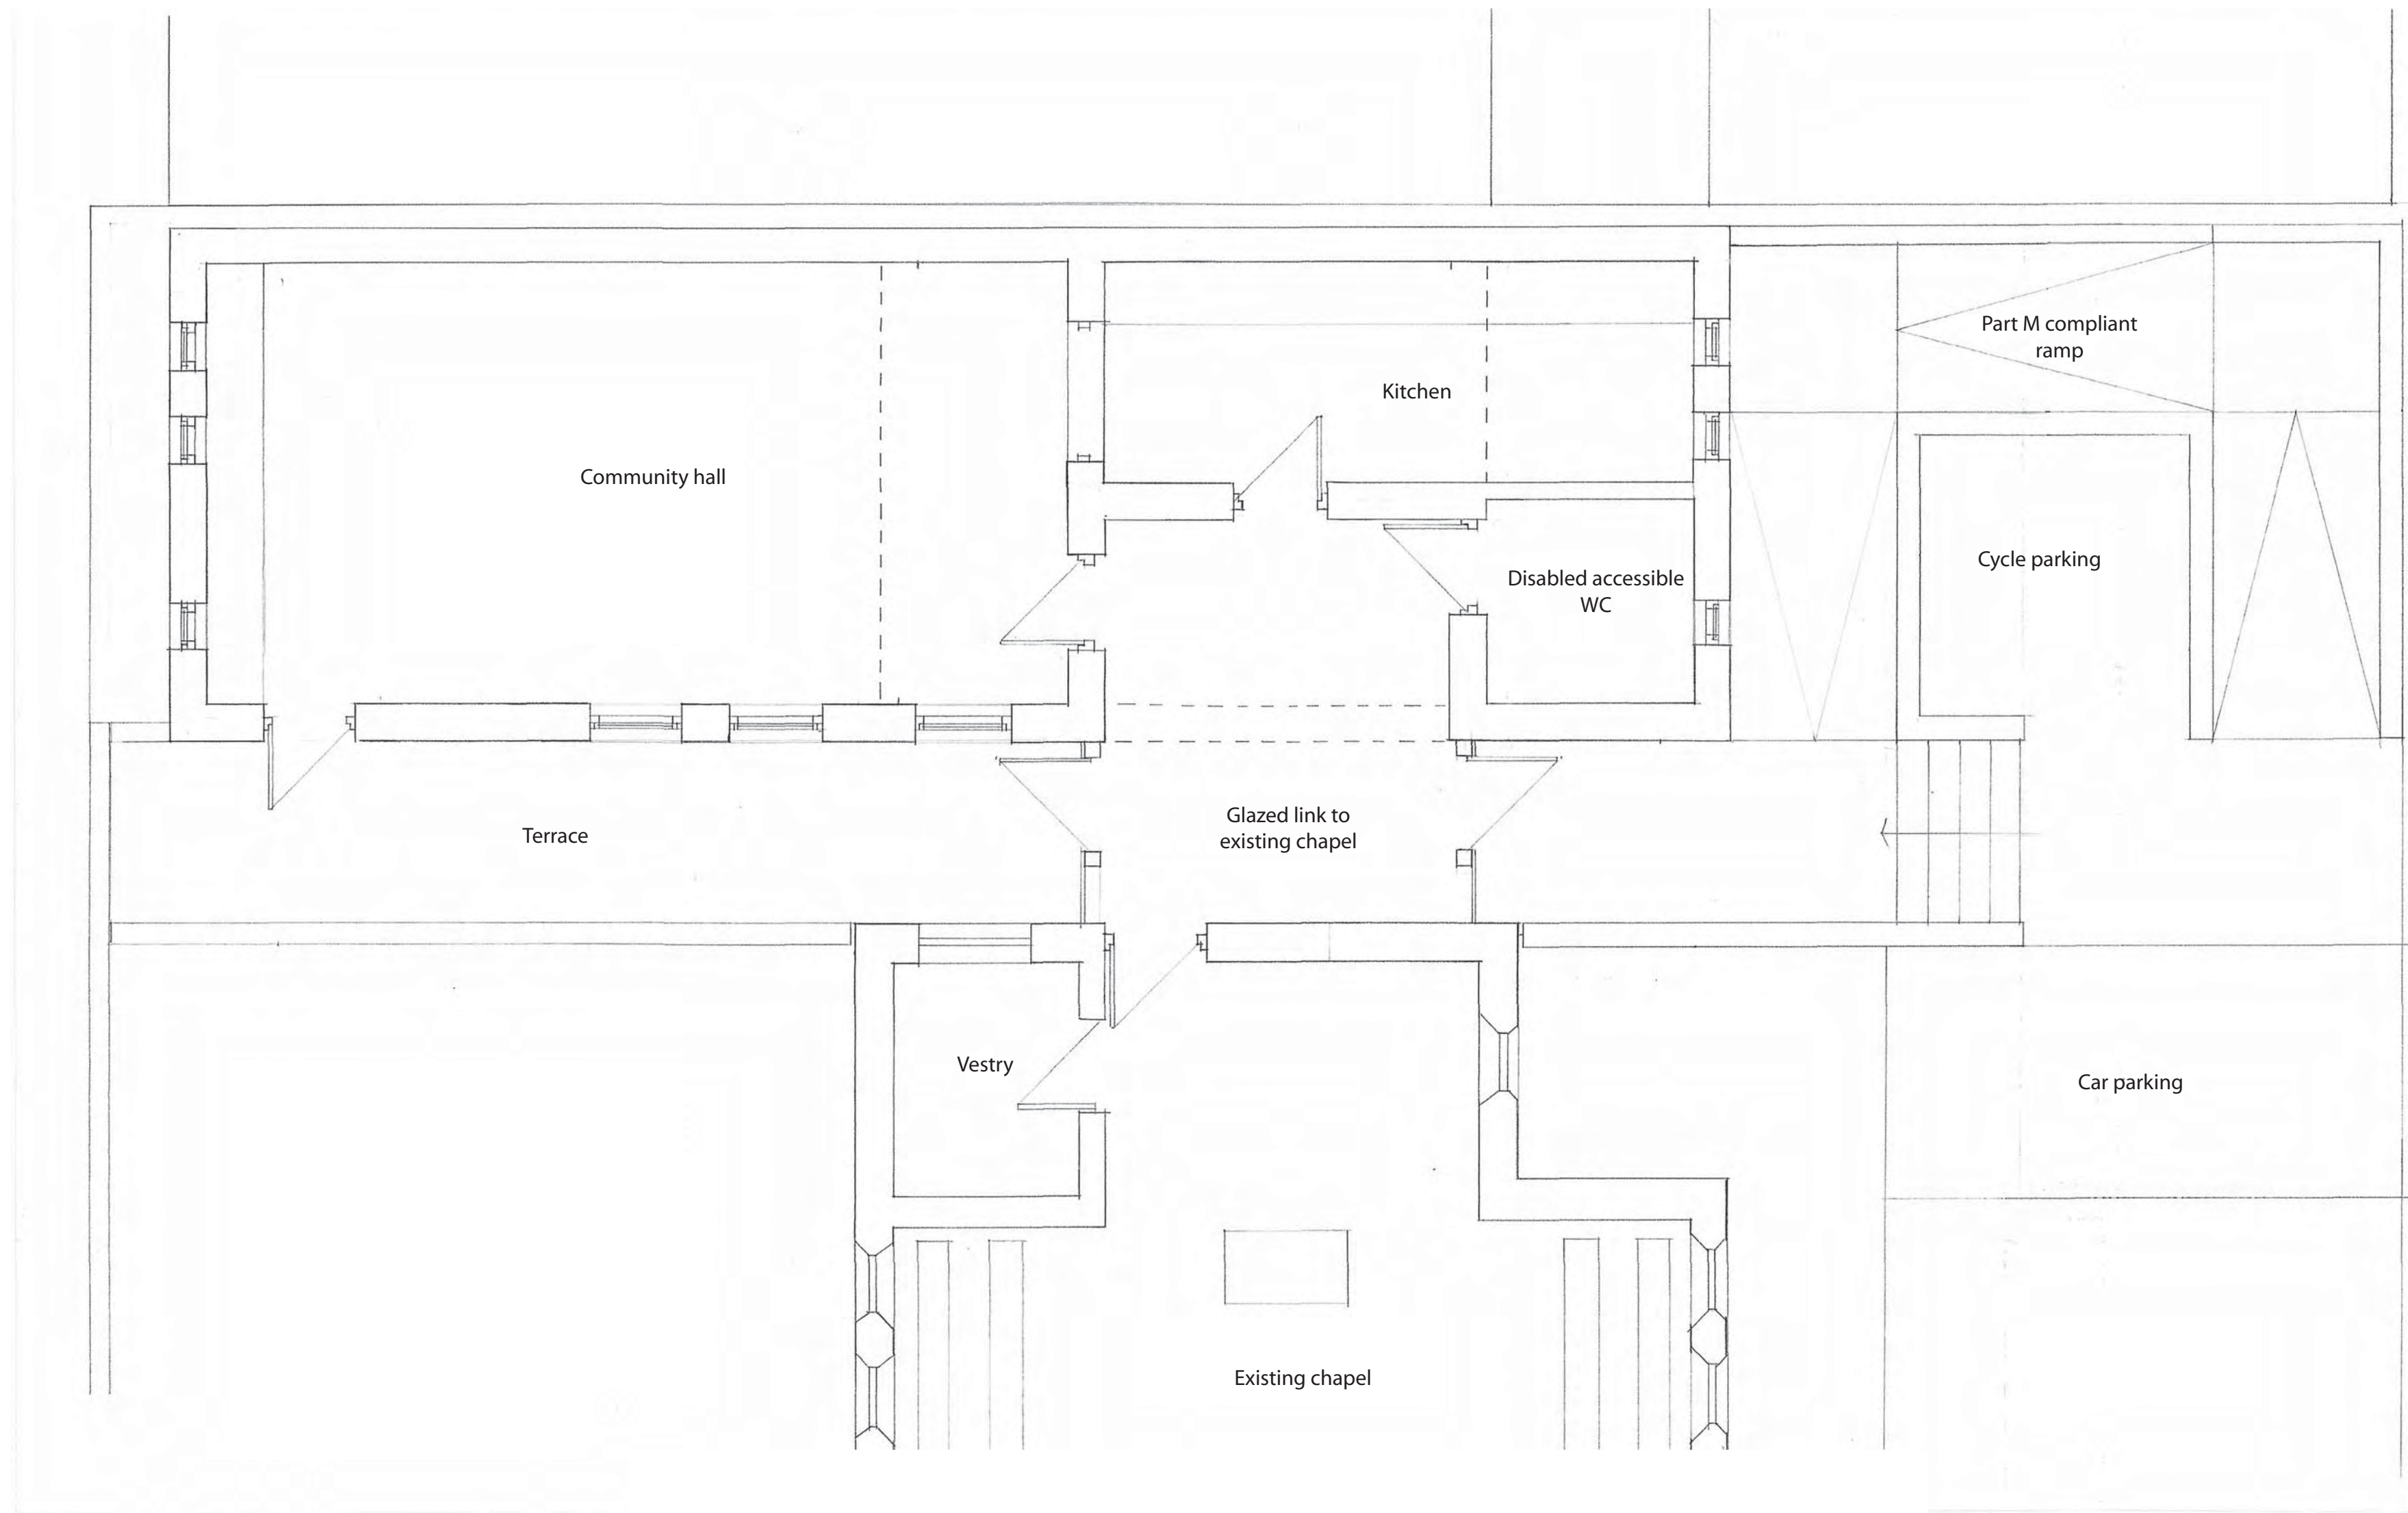 Part M compliant
ramp
Kitchen
Community hall
Cycle parking
Disabled accessible
WC
Glazed link to
existing chapel
Terrace
Vestry
Car parking
Existing chapel